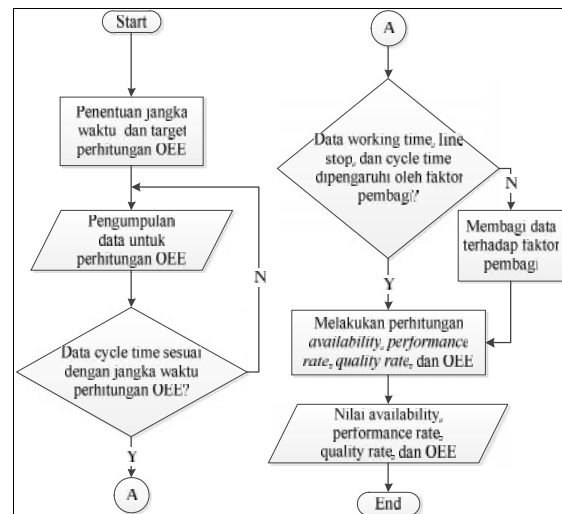 Start
Penentuan jangka
waktu dan target
perhitungan OEE
Pengumpulan
data untuk
perhitungan OEE
N
Data cycle time sesuai
dengan jangka waktu
perhitungan OEE?
Y
A
A
Data working time, line
stop, dan cycle time
dipengaruhi oleh faktor
pembagi?
N
Membagi data
terhadap faktor
pembagi
Y
Melakukan perhitungan
availability, performance
rate, quality rate, dan OEE
Nilai availability,
performance rate,
quality rate, dan OEE
End